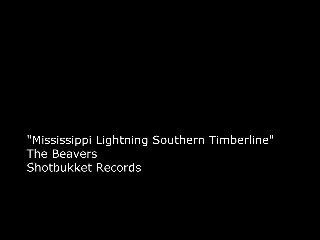 "Mississippi Lightning Southern Timberline"
The Beavers
Shotbukket Records